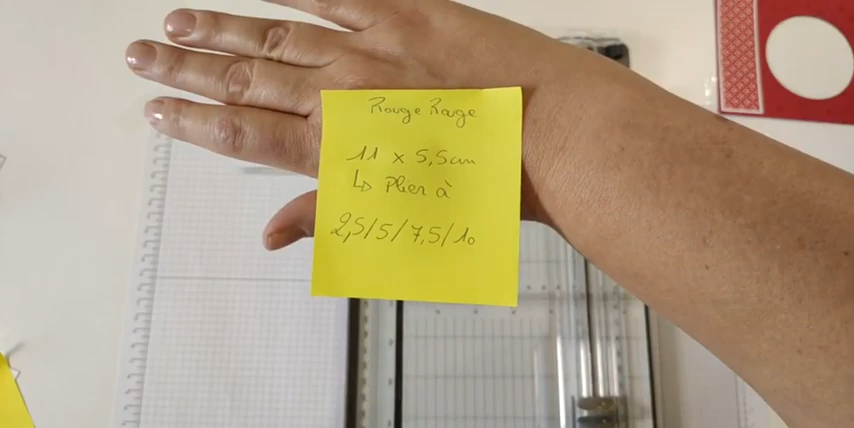 Rouge Rouge
11 x 5,5cm
↳ Plier à
2,5/5/7,5/10